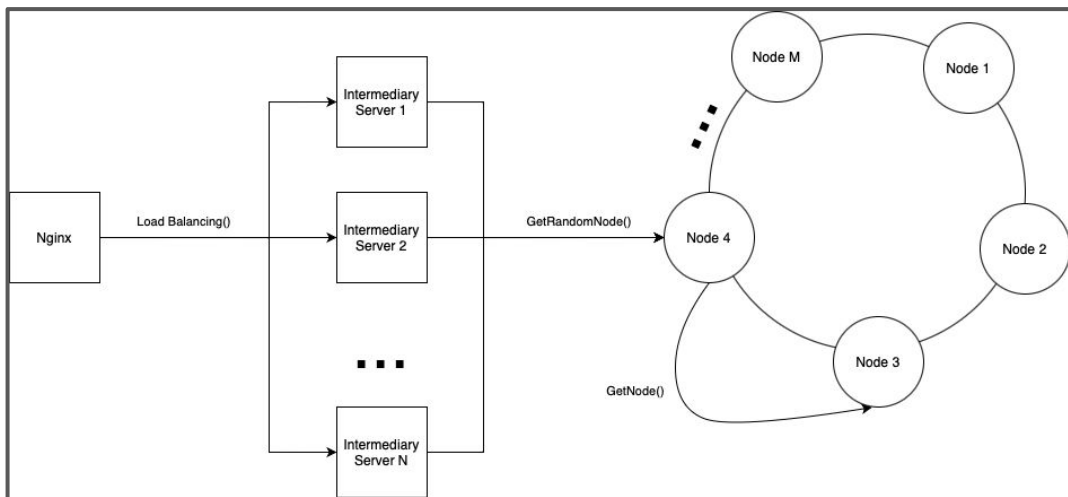 Nginx
Load Balancing()
Intermediary
Server 1
Intermediary
Server 2
Intermediary
Server N
GetRandomNode()
Node M
Node 1
Node 4
Node 2
Node 3
GetNode()